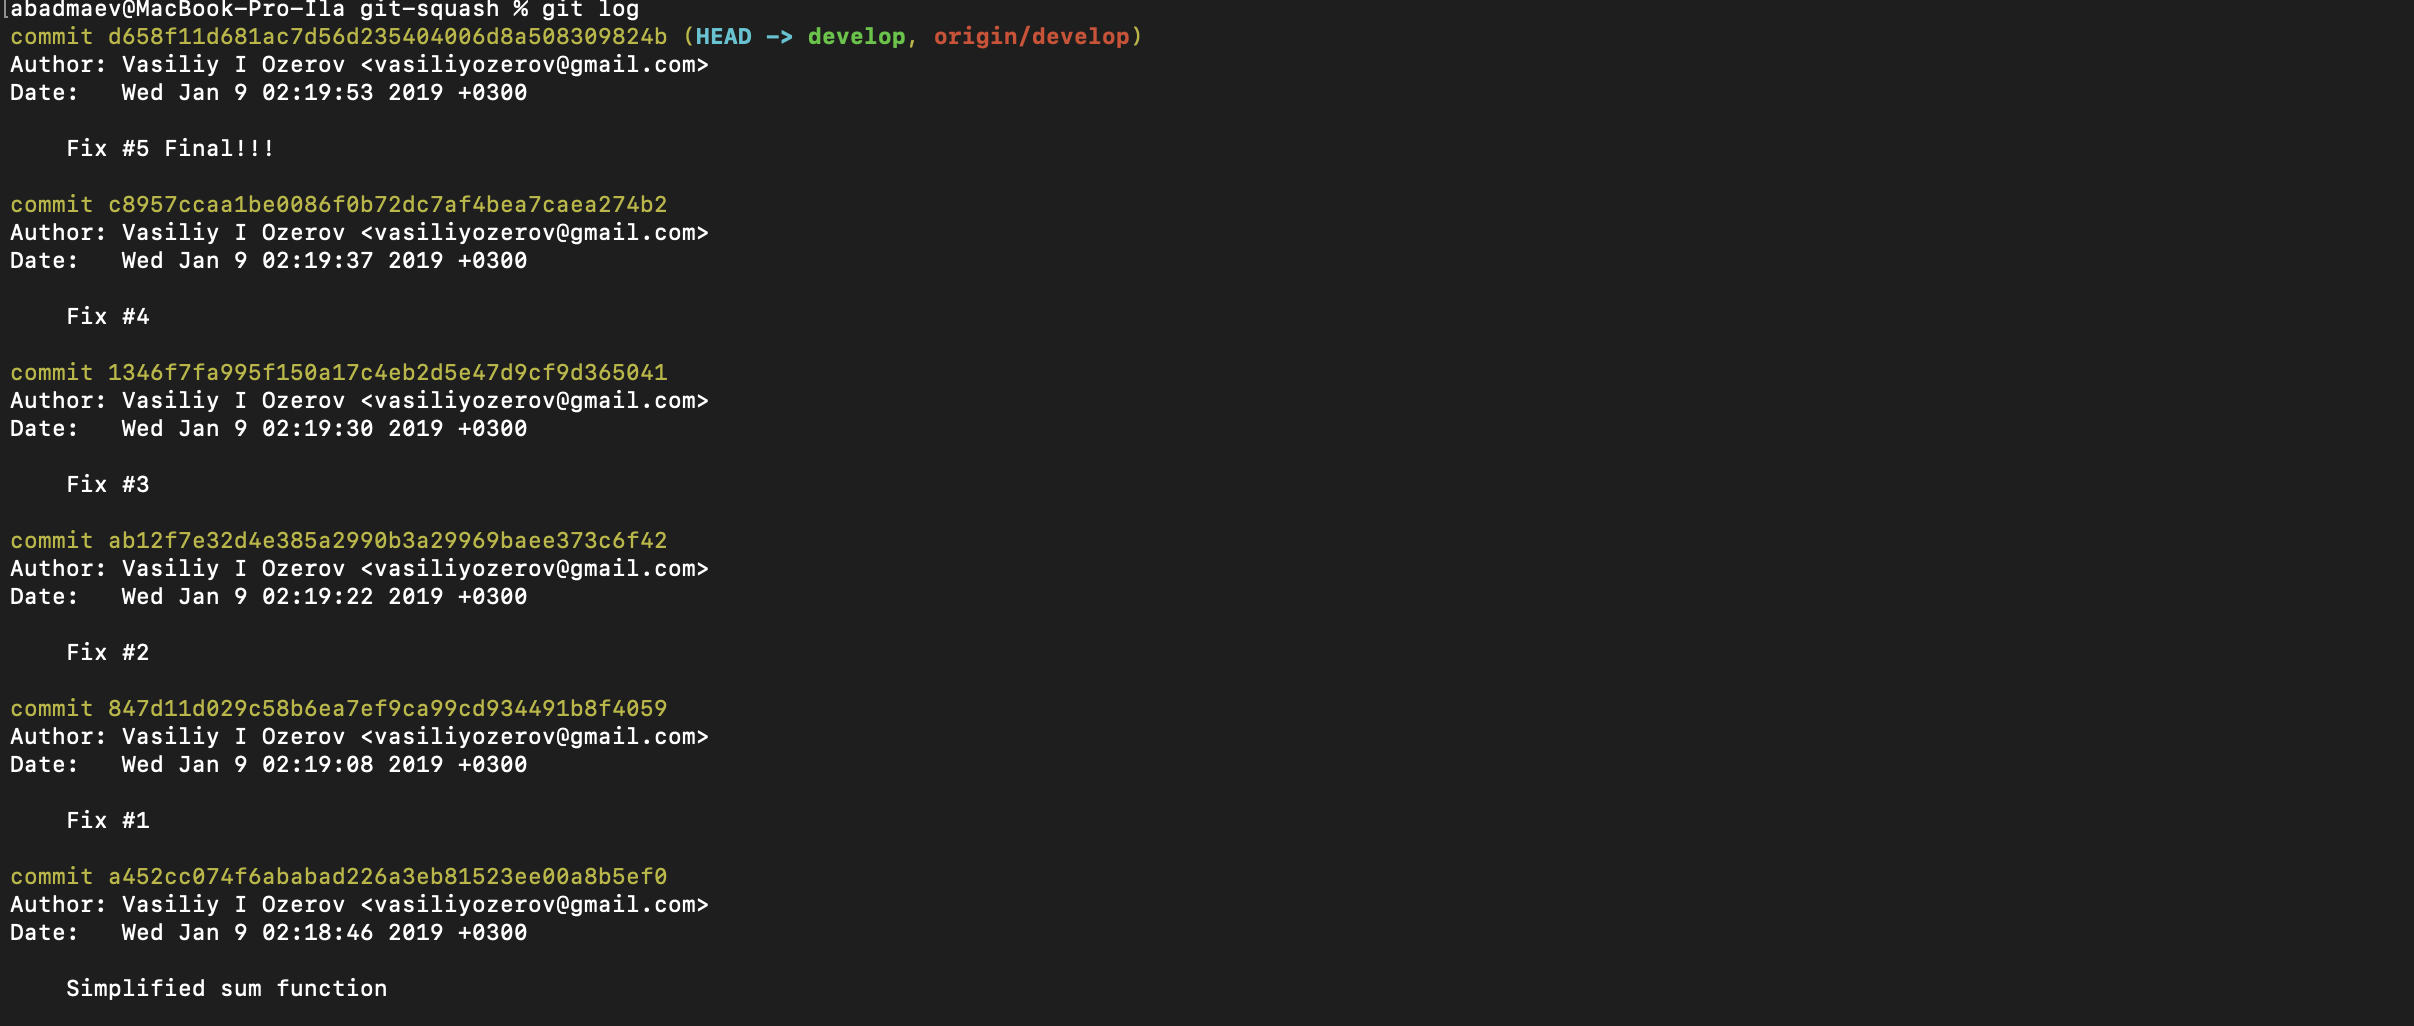 [abadmaev@MacBook-Pro-Ila git-squash % git log
commit d658f11d681ac7d56d235404006d8a508309824b (HEAD -> develop, origin/develop)
Author: Vasiliy I Ozerov <vasiliyozerov@gmail.com>
Date:   Wed Jan 9 02:19:53 2019 +0300
Fix #5 Final!!!
commit c8957ccaa1be0086f0b72dc7af4bea7caea274b2
Author: Vasiliy I Ozerov <vasiliyozerov@gmail.com>
Date:   Wed Jan 9 02:19:37 2019 +0300
Fix #4
commit 1346f7fa995f150a17c4eb2d5e47d9cf9d365041
Author: Vasiliy I Ozerov <vasiliyozerov@gmail.com>
Date:   Wed Jan 9 02:19:30 2019 +0300
Fix #3
commit ab12f7e32d4e385a2990b3a29969baee373c6f42
Author: Vasiliy I Ozerov <vasiliyozerov@gmail.com>
Date:   Wed Jan 9 02:19:22 2019 +0300
Fix #2
commit 847d11d029c58b6ea7ef9ca99cd934491b8f4059
Author: Vasiliy I Ozerov <vasiliyozerov@gmail.com>
Date:   Wed Jan 9 02:19:08 2019 +0300
Fix #1
commit a452cc074f6ababad226a3eb81523ee00a8b5ef0
Author: Vasiliy I Ozerov <vasiliyozerov@gmail.com>
Date:   Wed Jan 9 02:18:46 2019 +0300
Simplified sum function